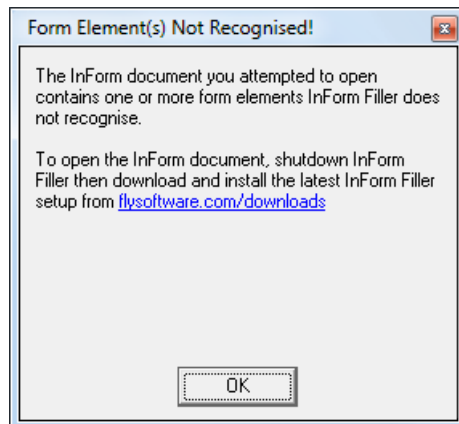 Form Element(s) Not Recognised!
The InForm document you attempted to open
contains one or more form elements InForm Filler does
not recognise.
To open the InForm document, shutdown InForm
Filler then download and install the latest InForm Filler
setup from flysoftware.com/downloads
OK